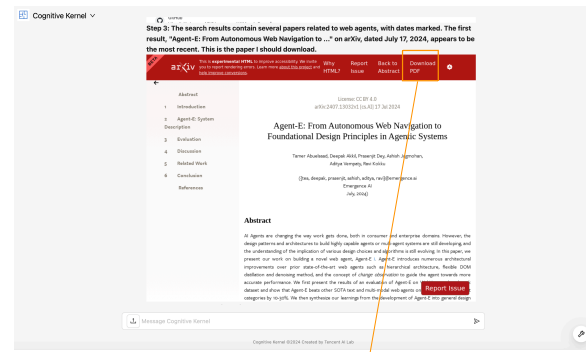 Cognitive Kernel
GitHub
Step 3: The search results contain several papers related to web agents, with dates marked. The first
result, "Agent-E: From Autonomous Web Navigation to ..." on arXiv, dated July 17, 2024, appears to be
the most recent. This is the paper I should download.
arXiv
This is experimental HTML to improve accessibility. We invite
you to report rendering errors. Learn more about this project and
help improve conversions.
Why
HTML?
Report
Issue
Back to
Abstract
Download
PDF
Abstract
1 Introduction
2 Agent-E: System
Description
3 Evaluation
4 Discussion
5 Related Work
6 Conclusion
References
License: CC BY 4.0
arXiv:2407.13032v1 [cs.AI] 17 Jul 2024
Agent-E: From Autonomous Web Navigation to
Foundational Design Principles in Agentic Systems
Tamer Abuelsaad, Deepak Akkil, Prasenjit Dey, Ashish Jagmohan,
Aditya Vempaty, Ravi Kokku
({tea, deepak, prasenjit, ashish, aditya, ravi}@emergence.ai
Emergence AI
July, 2024)
Abstract
AI Agents are changing the way work gets done, both in consumer and enterprise domains. However, the
design patterns and architectures to build highly capable agents or multi-agent systems are still developing, and
the understanding of the implication of various design choices and algorithms is still evolving. In this paper, we
present our work on building a novel web agent, Agent-E 1. Agent-E introduces numerous architectural
improvements over prior state-of-the-art web agents such as hierarchical architecture, flexible DOM
distillation and denoising method, and the concept of change observation to guide the agent towards more
accurate performance. We first present the results of an evaluation of Agent-E on
dataset and show that Agent-E beats other SOTA text and multi-modal web agents on
categories by 10-30%. We then synthesize our learnings from the development of Agent-E into general design
Report Issue
Message Cognitive Kernel
Cognitive Kernel ©2024 Created by Tencent AI Lab